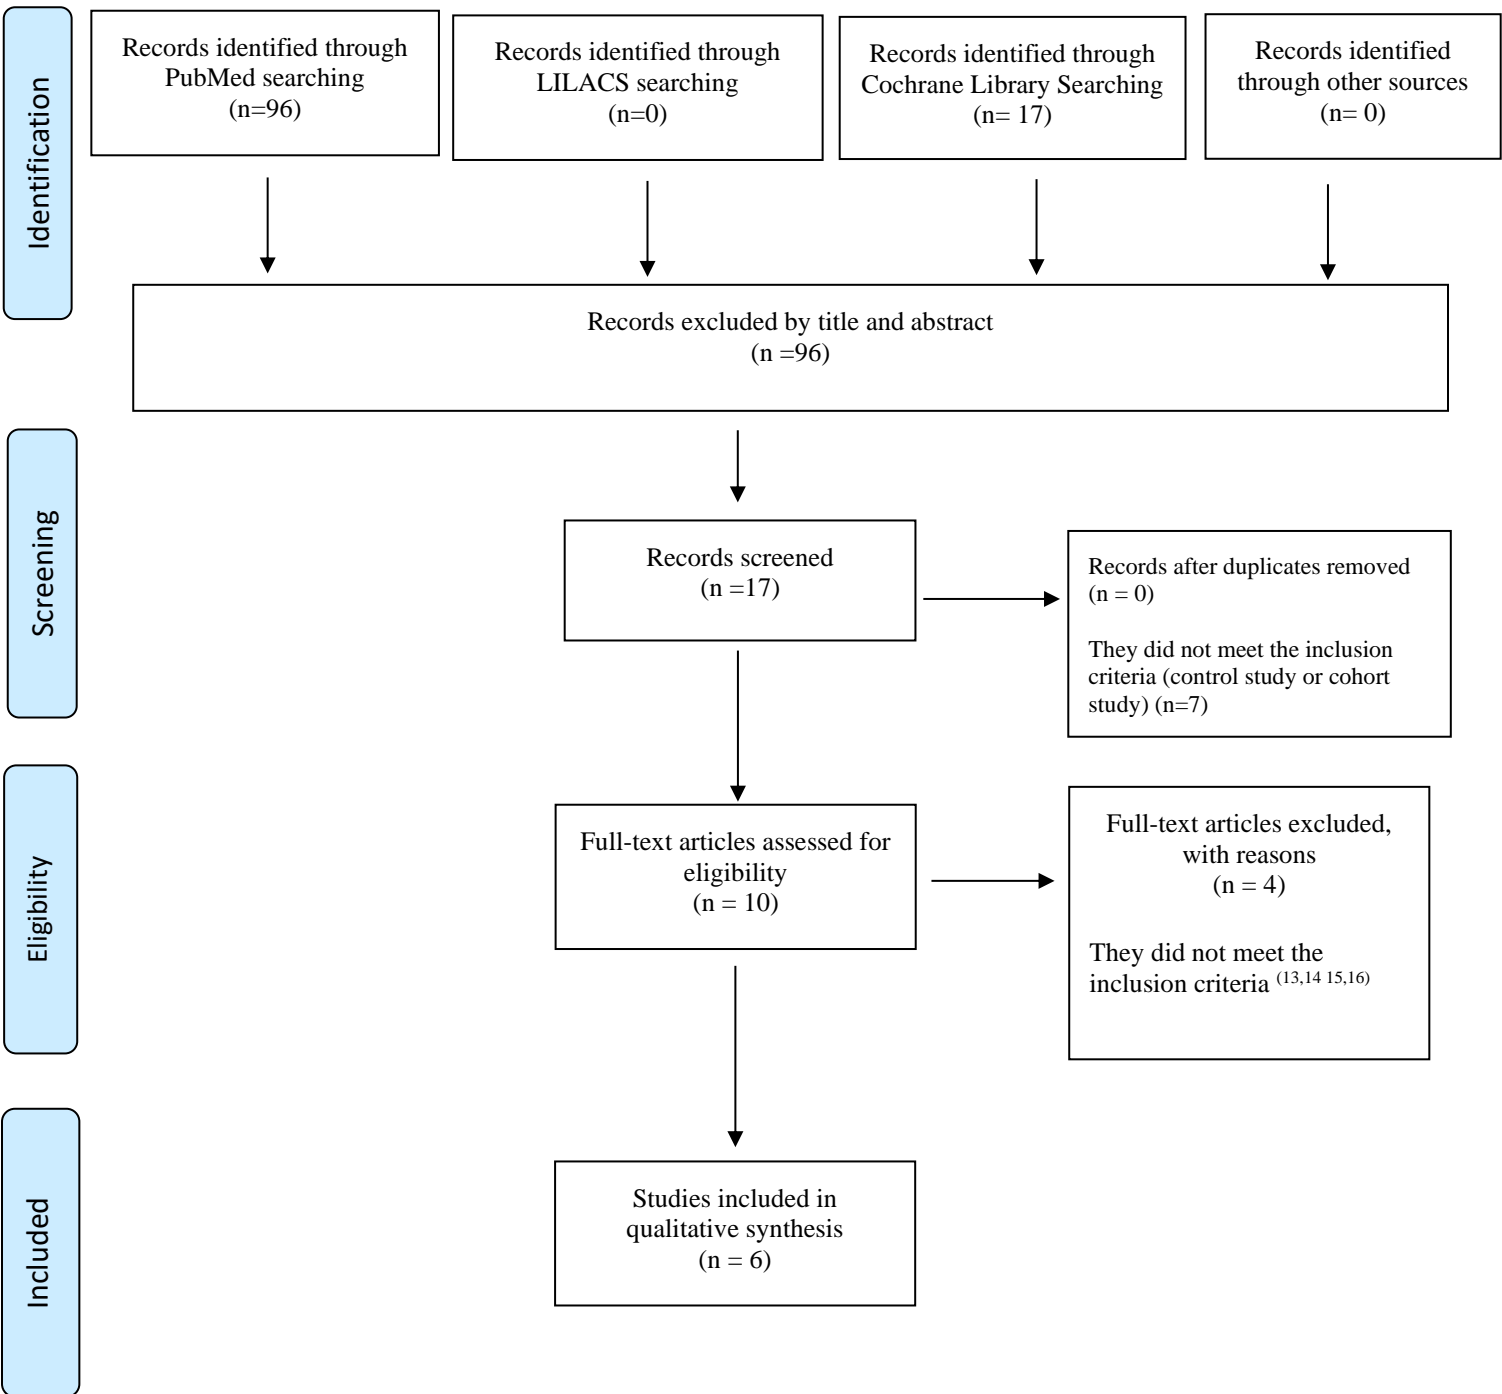 Identification
Records identified through
PubMed searching
(n=96)
Records identified through
LILACS searching
(n=0)
Records identified through
Cochrane Library Searching
(n= 17)
Records identified
through other sources
(n= 0)
Records excluded by title and abstract
(n =96)
Screening
Records screened
(n =17)
Records after duplicates removed
(n = 0)
They did not meet the inclusion
criteria (control study or cohort
study) (n=7)
Eligibility
Full-text articles assessed for
eligibility
(n = 10)
Full-text articles excluded,
with reasons
(n = 4)
They did not meet the
inclusion criteria (13,14 15,16)
Included
Studies included in
qualitative synthesis
(n = 6)